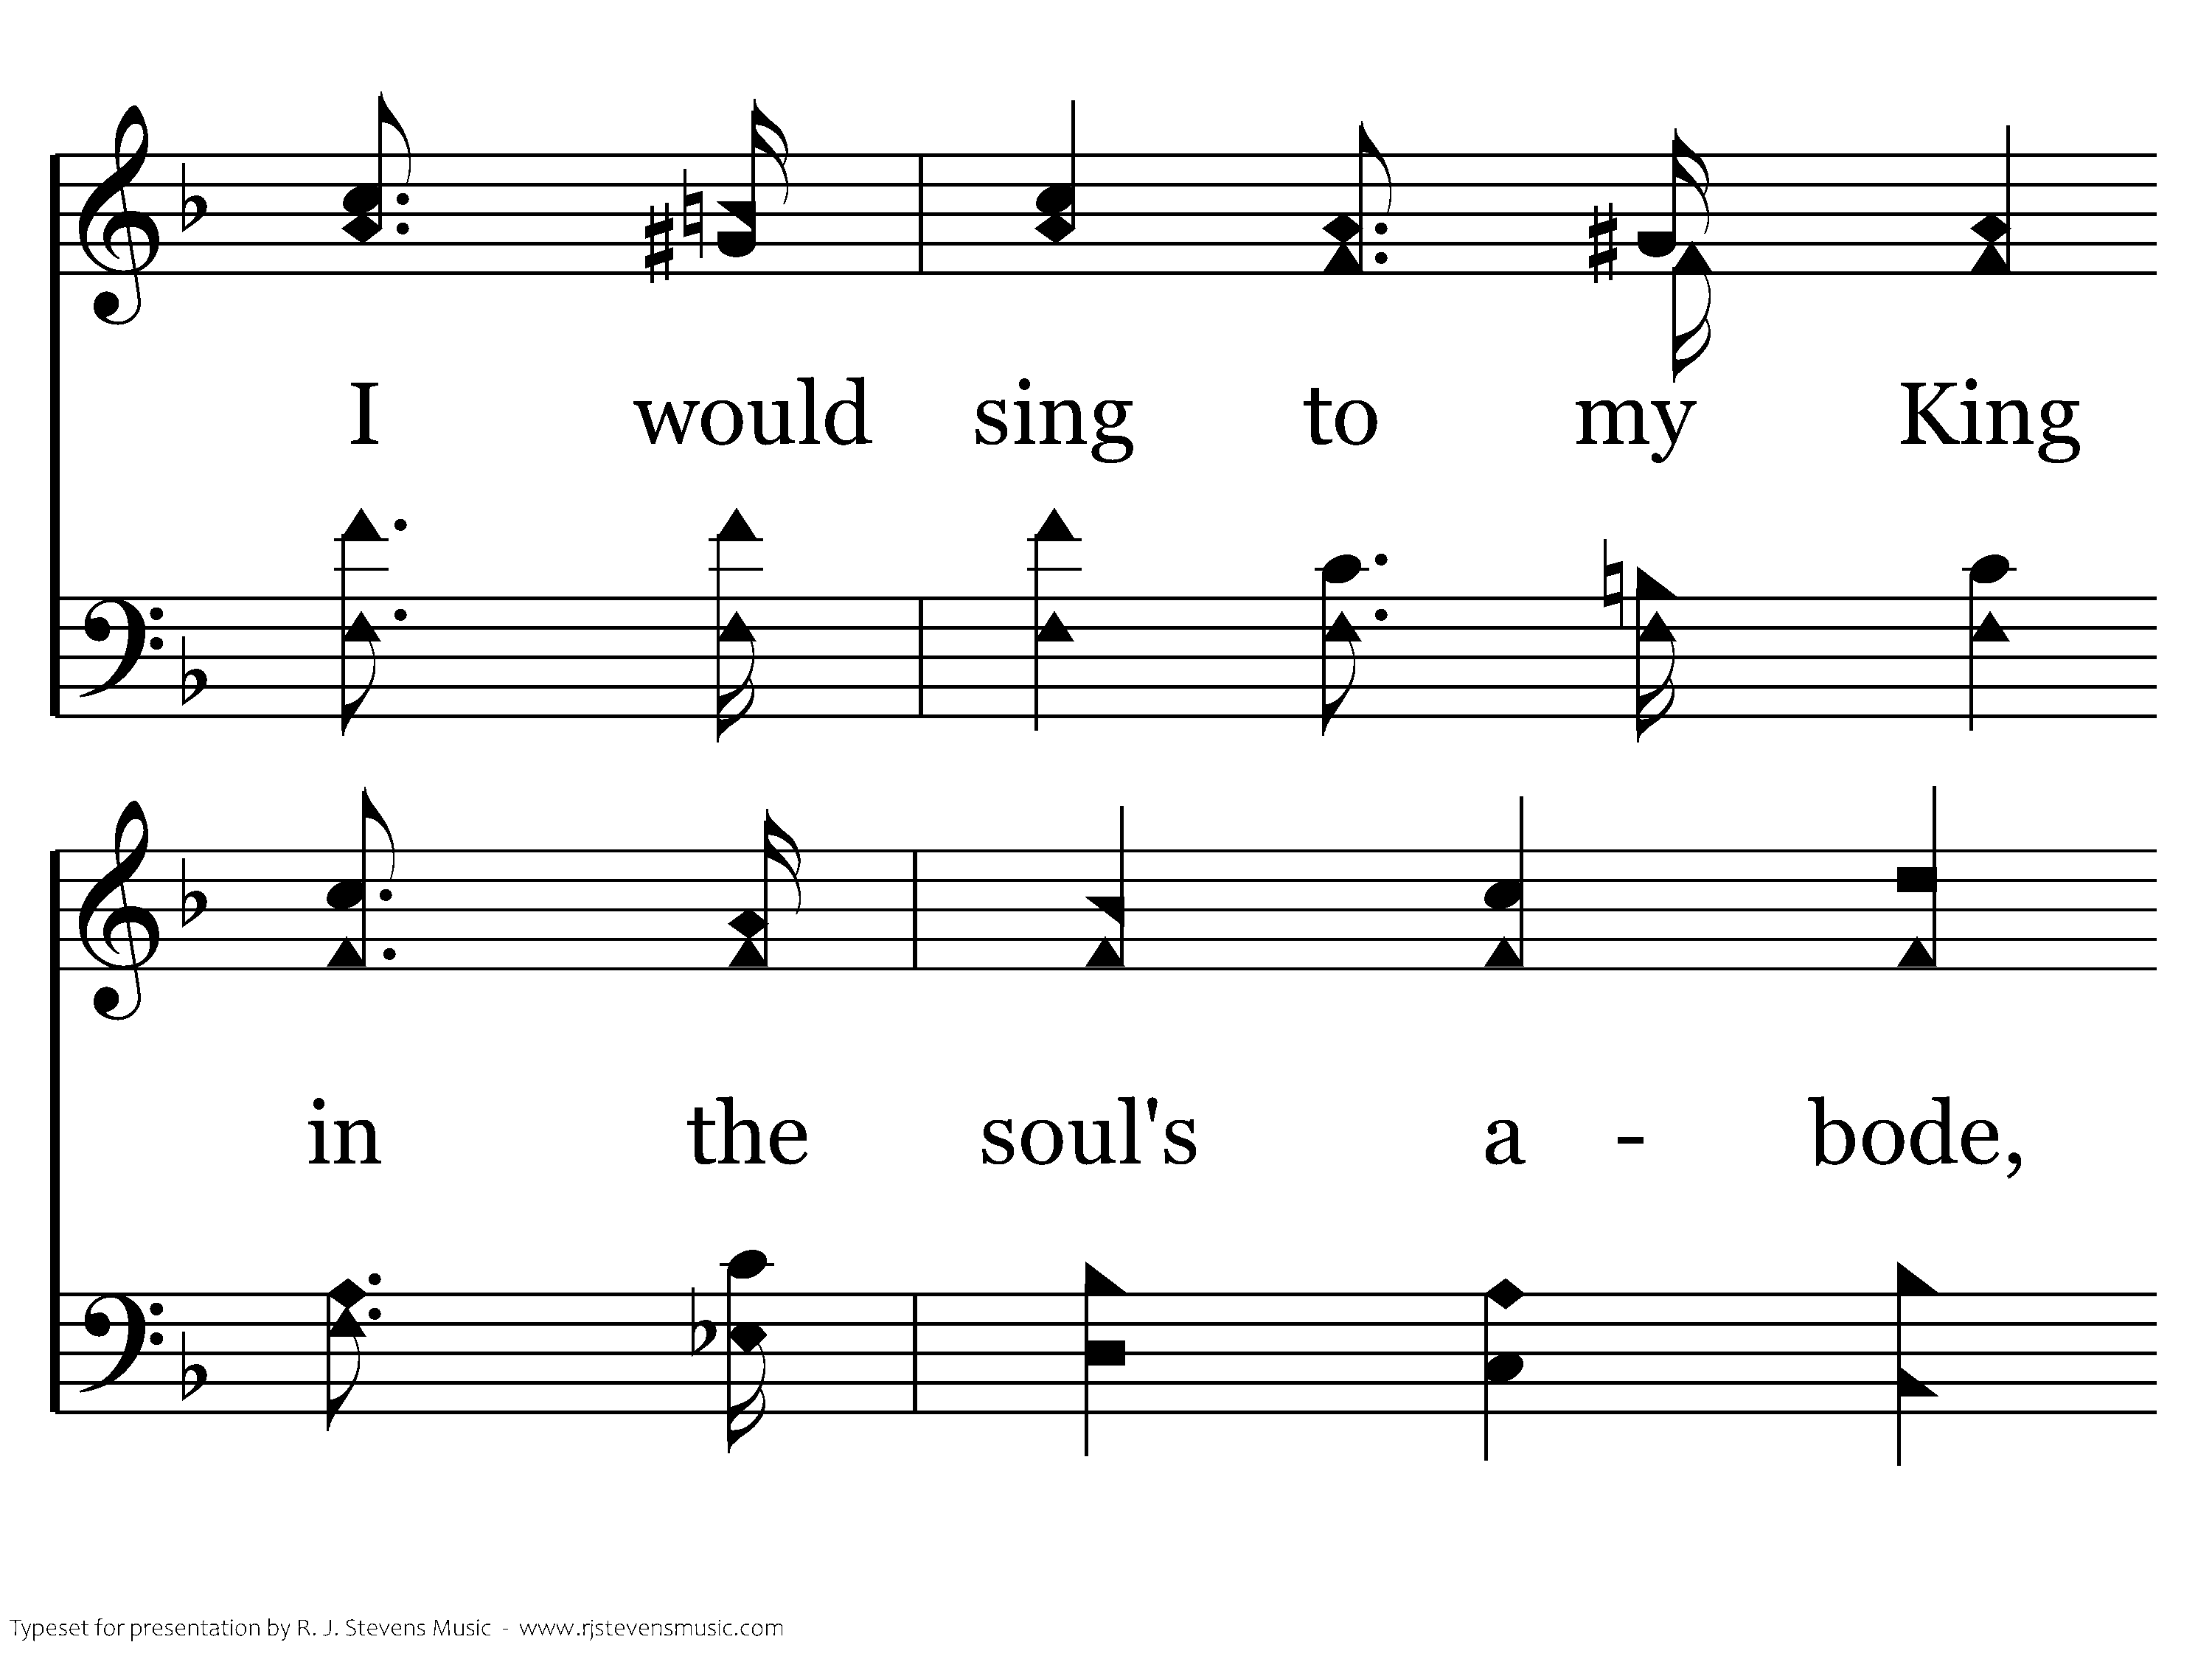 I would sing to my King
in the soul's a - bode,
Typeset for presentation by R. J. Stevens Music - www.rjstevensmusic.com